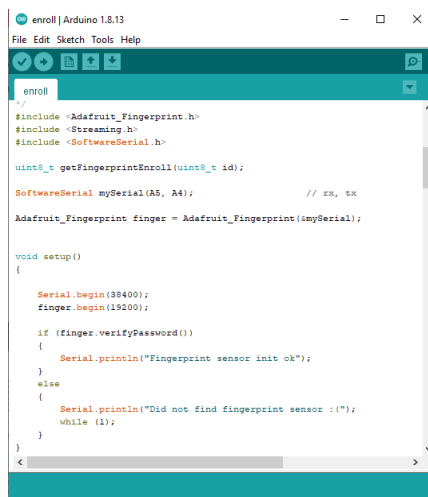 enroll | Arduino 1.8.13
File Edit Sketch Tools Help
enroll
*/
#include <Adafruit_Fingerprint.h>
#include <Streaming.h>
#include <SoftwareSerial.h>
uint8_t getFingerprintEnroll(uint8_t id);
SoftwareSerial mySerial(A5, A4); // rx, tx
Adafruit_Fingerprint finger = Adafruit_Fingerprint(&mySerial);
void setup()
{
Serial.begin(38400);
finger.begin(19200);
if (finger.verifyPassword())
{
Serial.println("Fingerprint sensor init ok");
}
else
{
Serial.println("Did not find fingerprint sensor :(");
while (1);
}
}